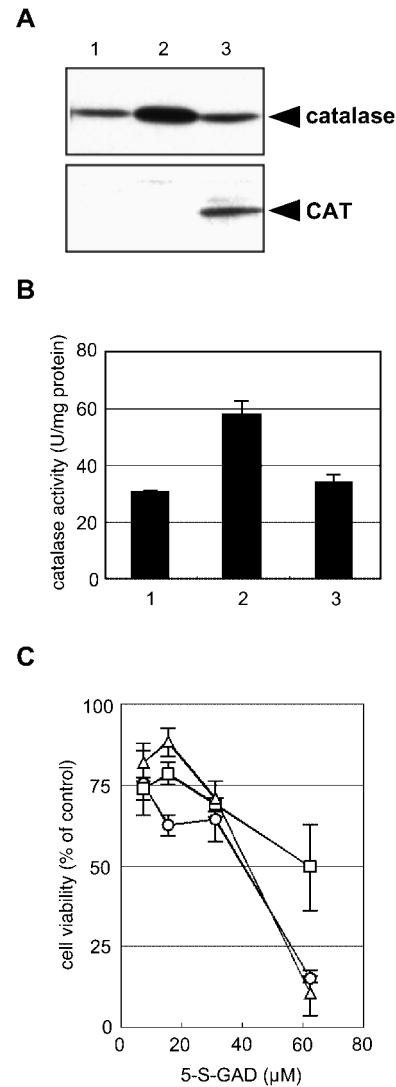 A
1 2 3
catalase
CAT
B
catalase activity (U/mg protein)
80
60
40
20
0
1 2 3
C
cell viability (% of control)
100
75
50
25
0
0 20 40 60 80
5-S-GAD (µM)